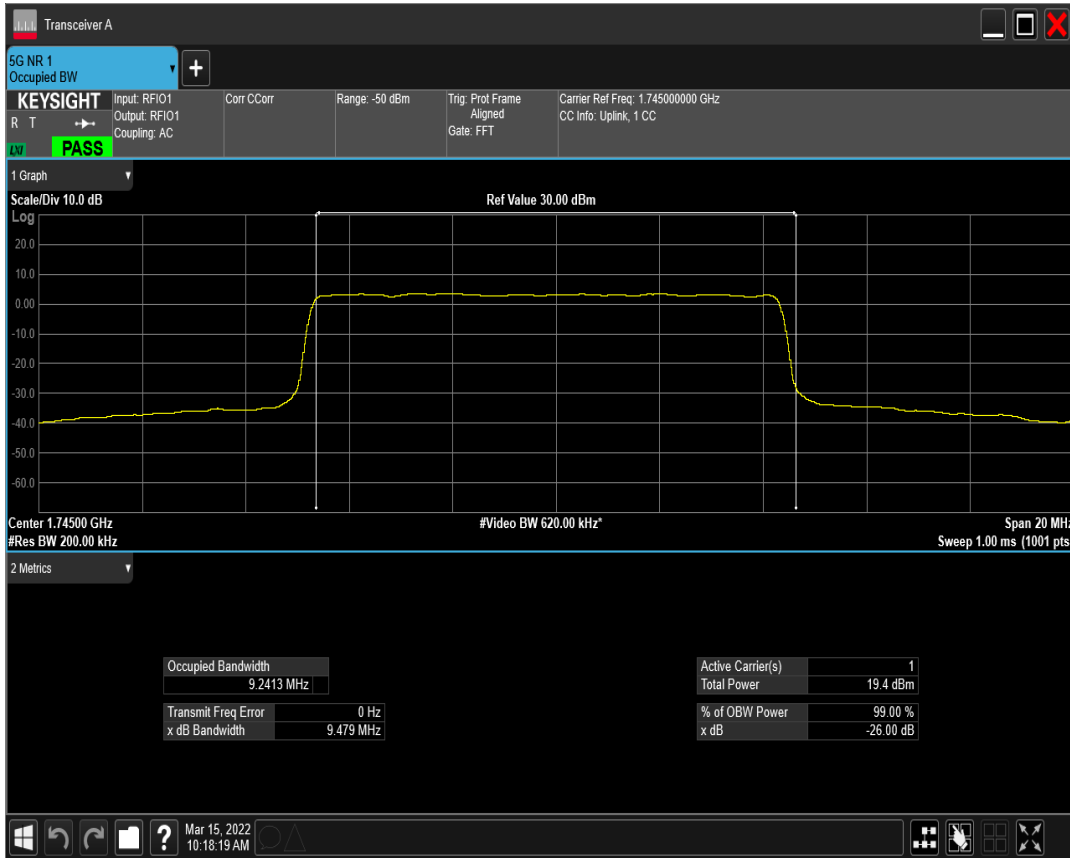 Transceiver A
5G NR 1
Occupied BW
KEYSIGHT
R T
LXI
PASS
Input: RFIO1
Output: RFIO1
Coupling: AC
Corr CCorr
Range: -50 dBm
Trig: Prot Frame
Aligned
Gate: FFT
Carrier Ref Freq: 1.745000000 GHz
CC Info: Uplink, 1 CC
1 Graph
Scale/Div 10.0 dB
Ref Value 30.00 dBm
Log
20.0
10.0
0.00
-10.0
-20.0
-30.0
-40.0
-50.0
-60.0
Center 1.74500 GHz
#Video BW 620.00 kHz*
Span 20 MHz
#Res BW 200.00 kHz
Sweep 1.00 ms (1001 pts
2 Metrics
Occupied Bandwidth
9.2413 MHz
Transmit Freq Error 0 Hz
x dB Bandwidth 9.479 MHz
Active Carrier(s) 1
Total Power 19.4 dBm
% of OBW Power 99.00 %
x dB -26.00 dB
?
Mar 15, 2022
10:18:19 AM